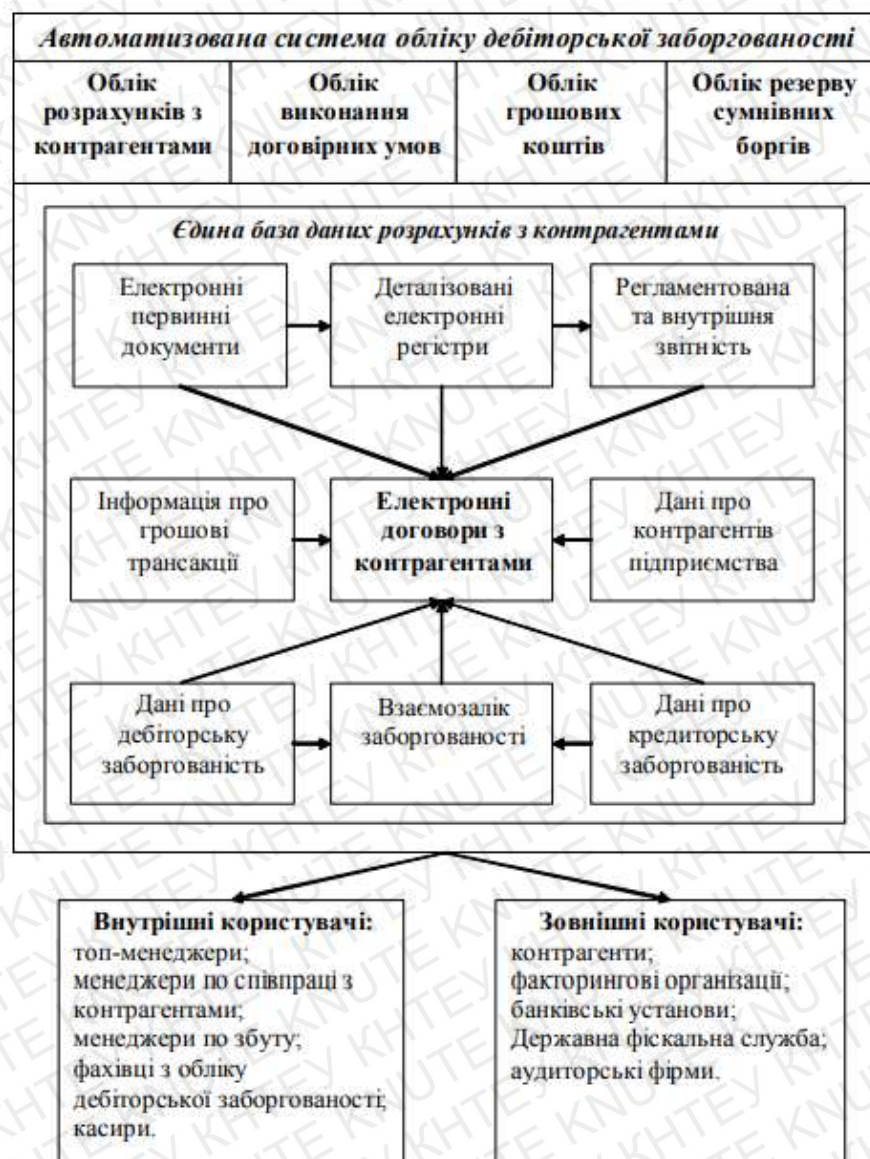 Автоматизована система обліку дебіторської заборгованості
Облік
розрахунків з
контрагентами
Облік
виконання
договірних умов
Облік
грошових
коштів
Облік резерву
сумнівних
боргів
Єдина база даних розрахунків з контрагентами
Електронні
первинні
документи
Деталізовані
електронні
регістри
Регламентована
та внутрішня
звітність
Інформація про
грошові
трансакції
Електронні
договори з
контрагентами
Дані про
контрагентів
підприємства
Дані про
дебіторську
заборгованість
Взаємозалік
заборгованості
Дані про
кредиторську
заборгованість
Внутрішні користувачі:
топ-менеджери;
менеджери по співпраці з
контрагентами;
менеджери по збуту;
фахівці з обліку
дебіторської заборгованості;
касири.
Зовнішні користувачі:
контрагенти;
факторингові організації;
банківські установи;
Державна фіскальна служба;
аудиторські фірми.